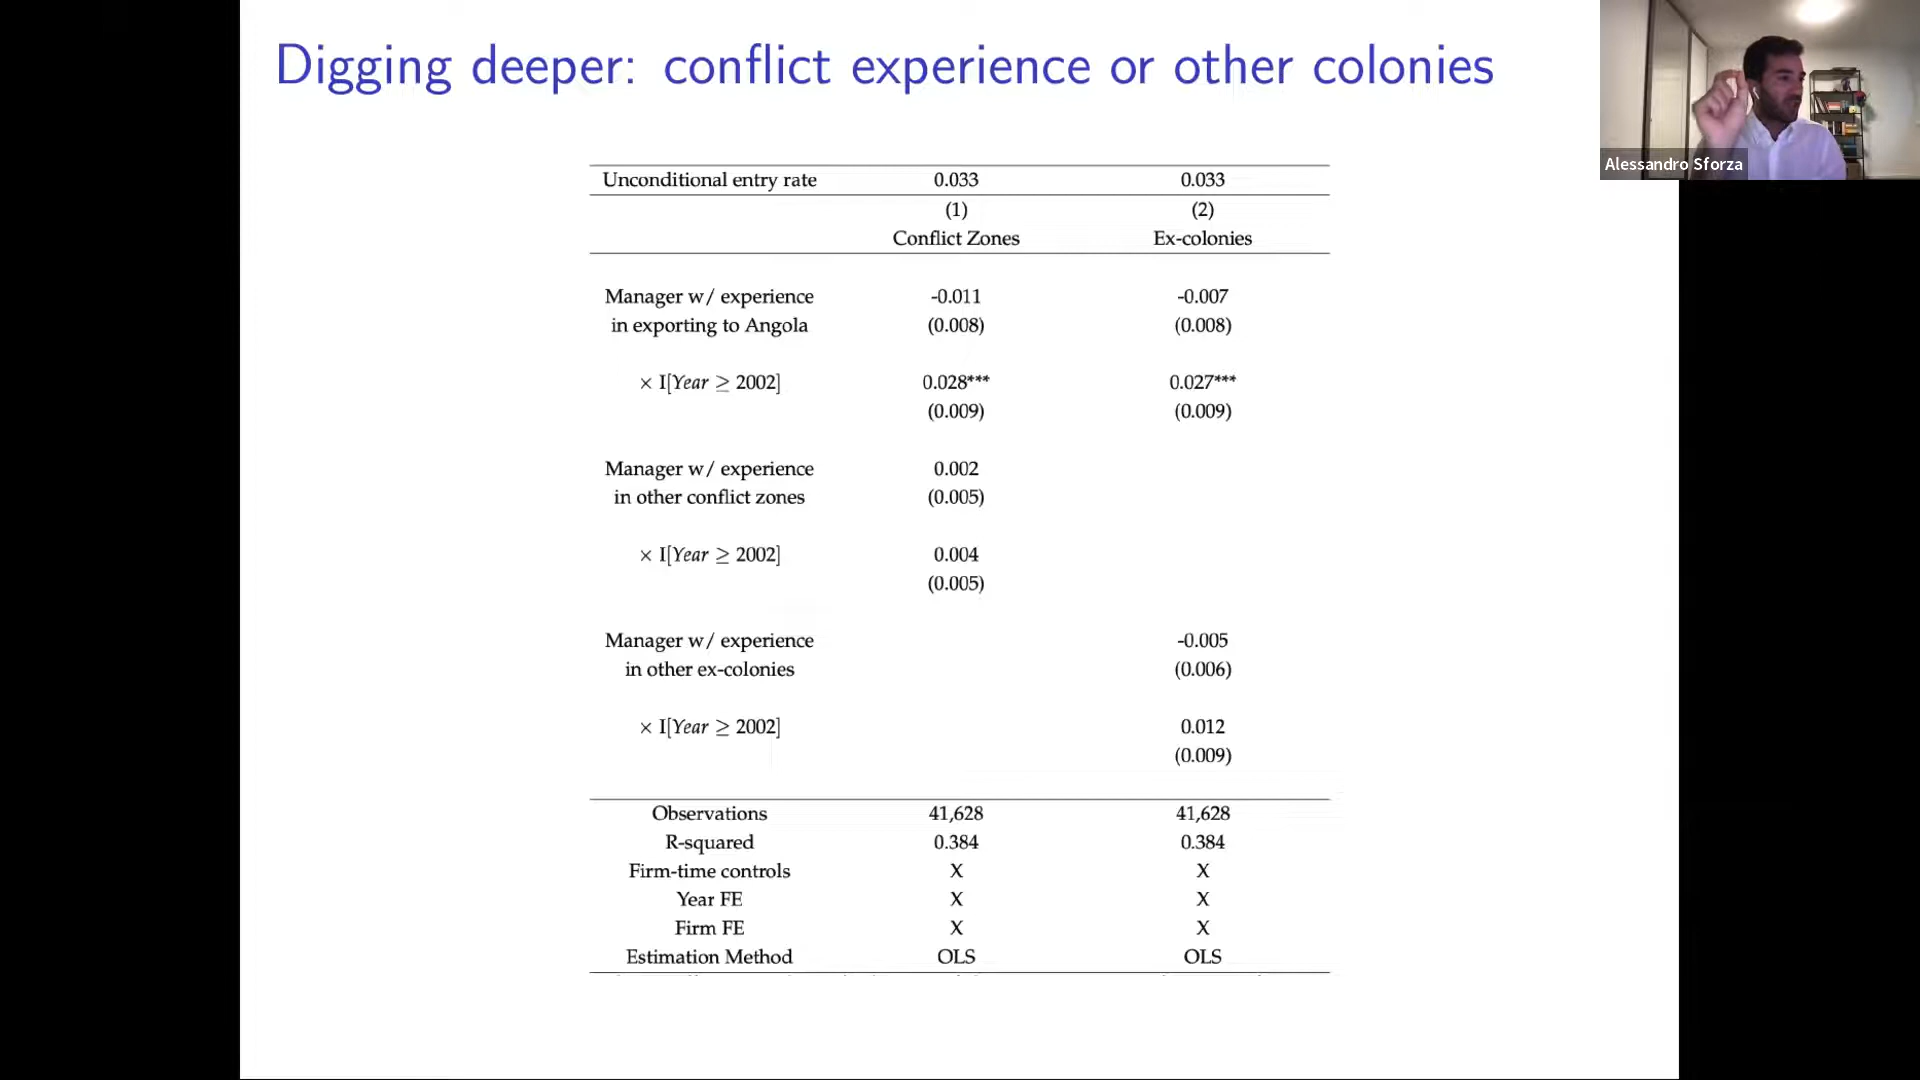 Digging deeper: conflict experience or other colonies
Alessandro Sforza
Unconditional entry rate 0.033 0.033
(1) (2)
Conflict Zones Ex-colonies
Manager w/ experience -0.011 -0.007
in exporting to Angola (0.008) (0.008)
× I[Year ≥ 2002] 0.028*** 0.027***
(0.009) (0.009)
Manager w/ experience 0.002
in other conflict zones (0.005)
× I[Year ≥ 2002] 0.004
(0.005)
Manager w/ experience -0.005
in other ex-colonies (0.006)
× I[Year ≥ 2002] 0.012
(0.009)
Observations 41,628 41,628
R-squared 0.384 0.384
Firm-time controls X X
Year FE X X
Firm FE X X
Estimation Method OLS OLS